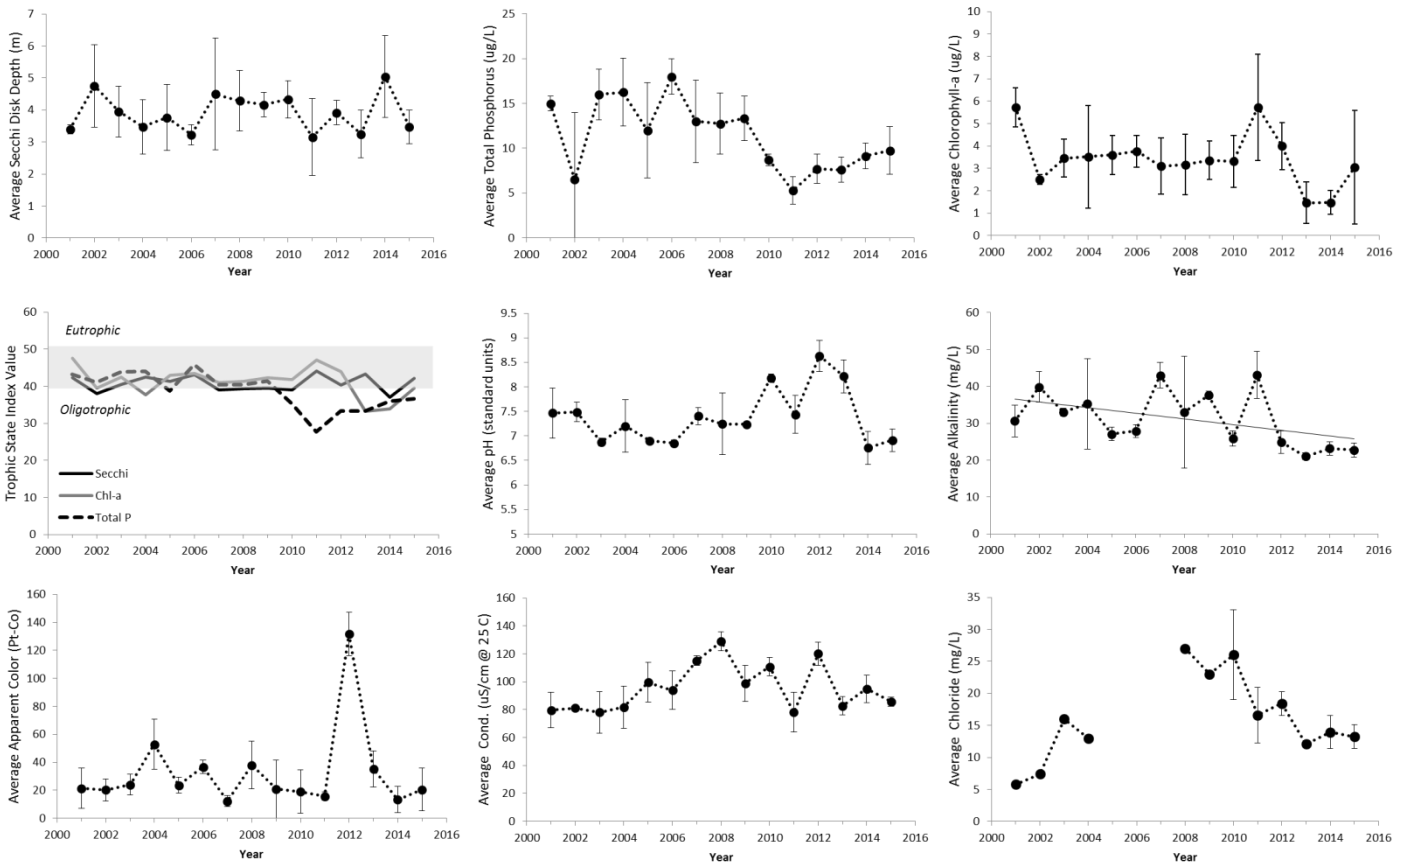 7
6
5
4
3
2
1
0
Average Secchi Disk Depth (m)
2000 2002 2004 2006 2008 2010 2012 2014 2016
Year
25
20
15
10
5
0
Average Total Phosphorus (ug/L)
2000 2002 2004 2006 2008 2010 2012 2014 2016
Year
10
9
8
7
6
5
4
3
2
1
0
Average Chlorophyll-a (ug/L)
2000 2002 2004 2006 2008 2010 2012 2014 2016
Year
60
50
40
30
20
10
0
Trophic State Index Value
Eutrophic
Oligotrophic
Secchi
Chl-a
Total P
2000 2002 2004 2006 2008 2010 2012 2014 2016
Year
9.5
9
8.5
8
7.5
7
6.5
6
5.5
5
Average pH (standard units)
2000 2002 2004 2006 2008 2010 2012 2014 2016
Year
60
50
40
30
20
10
0
Average Alkalinity (mg/L)
2000 2002 2004 2006 2008 2010 2012 2014 2016
Year
160
140
120
100
80
60
40
20
0
Average Apparent Color (Pt-Co)
2000 2002 2004 2006 2008 2010 2012 2014 2016
Year
160
140
120
100
80
60
40
20
0
Average Cond. (uS/cm @ 25 C)
2000 2002 2004 2006 2008 2010 2012 2014 2016
Year
35
30
25
20
15
10
5
0
Average Chloride (mg/L)
2000 2002 2004 2006 2008 2010 2012 2014 2016
Year